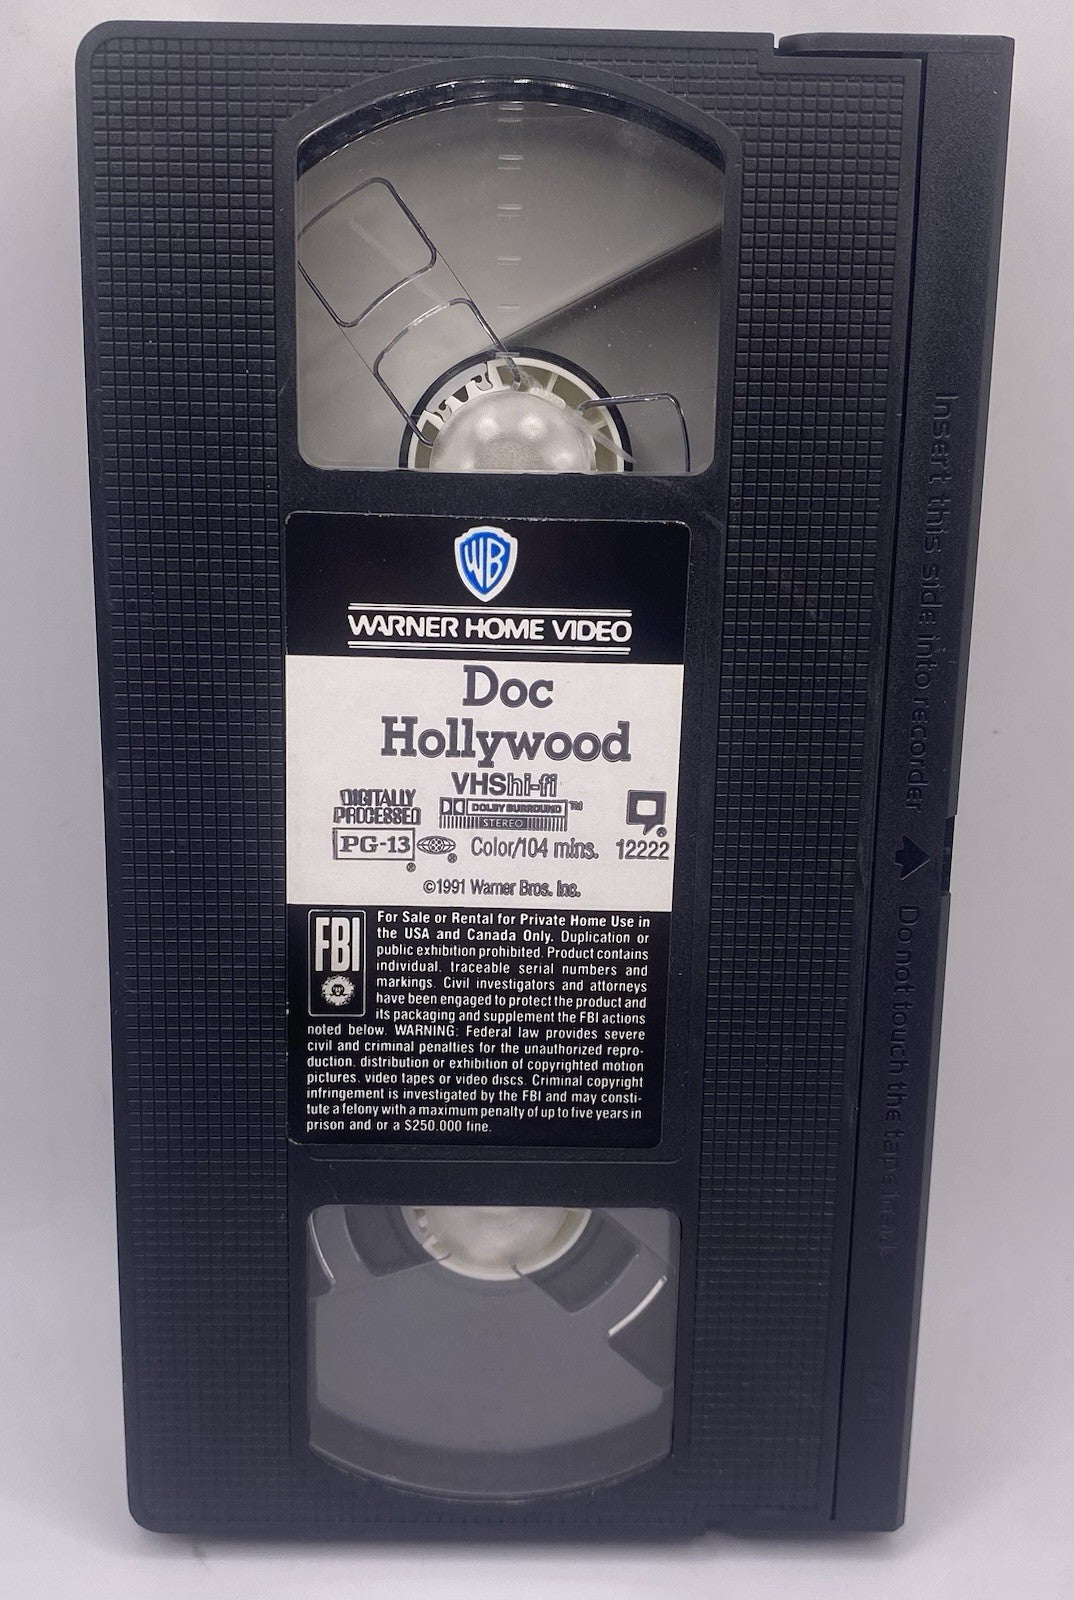 WB
WARNER HOME VIDEO
Doc
Hollywood
VHS hi-fi
DIGITALLY
PROCESSED
DOLBY SURROUND™
STEREO
PG-13
®
® Color/104 mins.
®
12222
©1991 Warner Bros. Inc.
FBI
For Sale or Rental for Private Home Use in
the USA and Canada Only. Duplication or
public exhibition prohibited. Product contains
individual, traceable serial numbers and
markings. Civil investigators and attorneys
have been engaged to protect the product and
its packaging and supplement the FBI actions
noted below. WARNING: Federal law provides severe
civil and criminal penalties for the unauthorized repro-
duction, distribution or exhibition of copyrighted motion
pictures, video tapes or video discs. Criminal copyright
infringement is investigated by the FBI and may consti-
tute a felony with a maximum penalty of up to five years in
prison and or a $250.000 fine.
Insert this side into recorder
Do not touch the tape inside